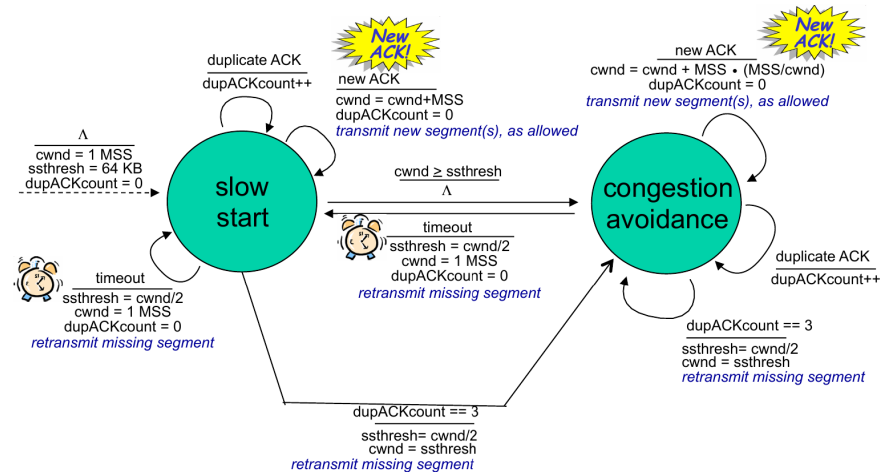 New
ACK!
duplicate ACK
dupACKcount++
new ACK
cwnd = cwnd+MSS
dupACKcount = 0
transmit new segment(s), as allowed
New
ACK!
new ACK
cwnd = cwnd + MSS • (MSS/cwnd)
dupACKcount = 0
transmit new segment(s), as allowed
Λ
cwnd = 1 MSS
ssthresh = 64 KB
dupACKcount = 0
slow
start
cwnd ≥ ssthresh
Λ
congestion
avoidance
timeout
ssthresh = cwnd/2
cwnd = 1 MSS
dupACKcount = 0
retransmit missing segment
timeout
ssthresh = cwnd/2
cwnd = 1 MSS
dupACKcount = 0
retransmit missing segment
duplicate ACK
dupACKcount++
dupACKcount == 3
ssthresh= cwnd/2
cwnd = ssthresh
retransmit missing segment
dupACKcount == 3
ssthresh= cwnd/2
cwnd = ssthresh
retransmit missing segment